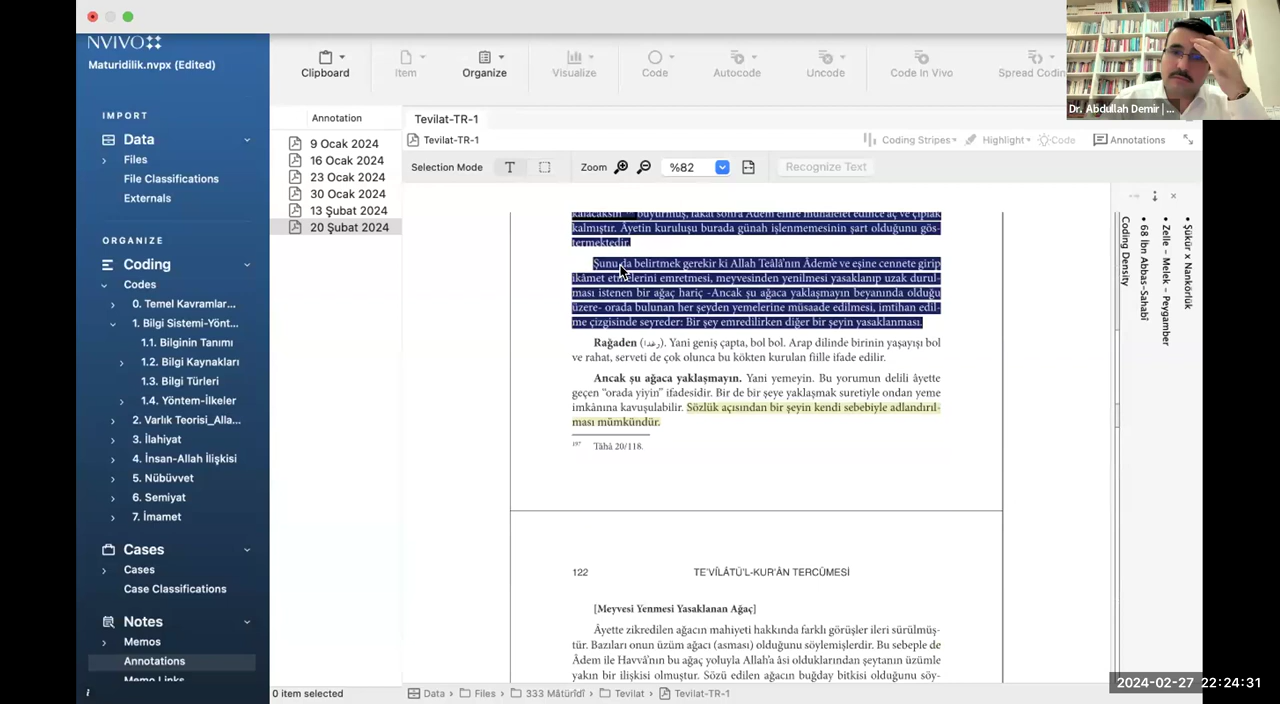 NVIVO
Maturidilik.nvpx (Edited)
IMPORT
Data
Files
File Classifications
Externals
ORGANIZE
Coding
Codes
0. Temel Kavramlar...
1. Bilgi Sistemi-Yönt...
1.1. Bilginin Tanımı
1.2. Bilgi Kaynakları
1.3. Bilgi Türleri
1.4. Yöntem-İlkeler
2. Varlık Teorisi_Alla...
3. İlahiyat
4. İnsan-Allah İlişkisi
5. Nübüvvet
6. Semiyat
7. İmamet
Cases
Cases
Case Classifications
Notes
Memos
Annotations
Memo Links
Clipboard
Item
Organize
Visualize
Code
Autocode
Uncode
Code In Vivo
Spread Codin
Dr. Abdullah Demir | ...
Annotation
9 Ocak 2024
16 Ocak 2024
23 Ocak 2024
30 Ocak 2024
13 Şubat 2024
20 Şubat 2024
0 item selected
Tevilat-TR-1
Tevilat-TR-1
Coding Stripes
Highlight
Code
Annotations
Selection Mode T Zoom %82 Recognize Text
kalacaksın buyurmuş, fakat sonra Âdem emre muhalefet edince aç ve çıplak
kalmıştır. Âyetin kuruluşu burada günah işlenmemesinin şart olduğunu gös-
termektedir.
Şunu da belirtmek gerekir ki Allah Teâlâ'nın Âdem'e ve eşine cennete girip
ikâmet etmelerini emretmesi, meyvesinden yenilmesi yasaklanıp uzak durul-
ması istenen bir ağaç hariç -Ancak şu ağaca yaklaşmayın beyanında olduğu
üzere- orada bulunan her şeyden yemelerine müsaade edilmesi, imtihan edil-
me çizgisinde seyreder: Bir şey emredilirken diğer bir şeyin yasaklanması.
Rağaden (رغدا). Yani geniş çapta, bol bol. Arap dilinde birinin yaşayışı bol
ve rahat, serveti de çok olunca bu kökten kurulan fiille ifade edilir.
Ancak şu ağaca yaklaşmayın. Yani yemeyin. Bu yorumun delili âyette
geçen "orada yiyin" ifadesidir. Bir de bir şeye yaklaşmak suretiyle ondan yeme
imkânına kavuşulabilir. Sözlük açısından bir şeyin kendi sebebiyle adlandırıl-
ması mümkündür.
197 Tâhâ 20/118.
122 TE'VÎLÂTÜ'L-KUR'ÂN TERCÜMESİ
[Meyvesi Yenmesi Yasaklanan Ağaç]
Âyette zikredilen ağacın mahiyeti hakkında farklı görüşler ileri sürülmüş-
tür. Bazıları onun üzüm ağacı (asması) olduğunu söylemişlerdir. Bu sebeple de
Âdem ile Havvâ'nın bu ağaç yoluyla Allah'a âsi olduklarından şeytanın üzümle
yakın bir ilişkisi olmuştur. Sözü edilen ağacın buğday bitkisi olduğunu söy-
Şükür x Nankörlük
Zelle - Melek - Peygamber
68 İbn Abbas-Sahabî
Coding Density
Data
Files
333 Mâtürîdî
Tevilat
Tevilat-TR-1
2024-02-27 22:24:31